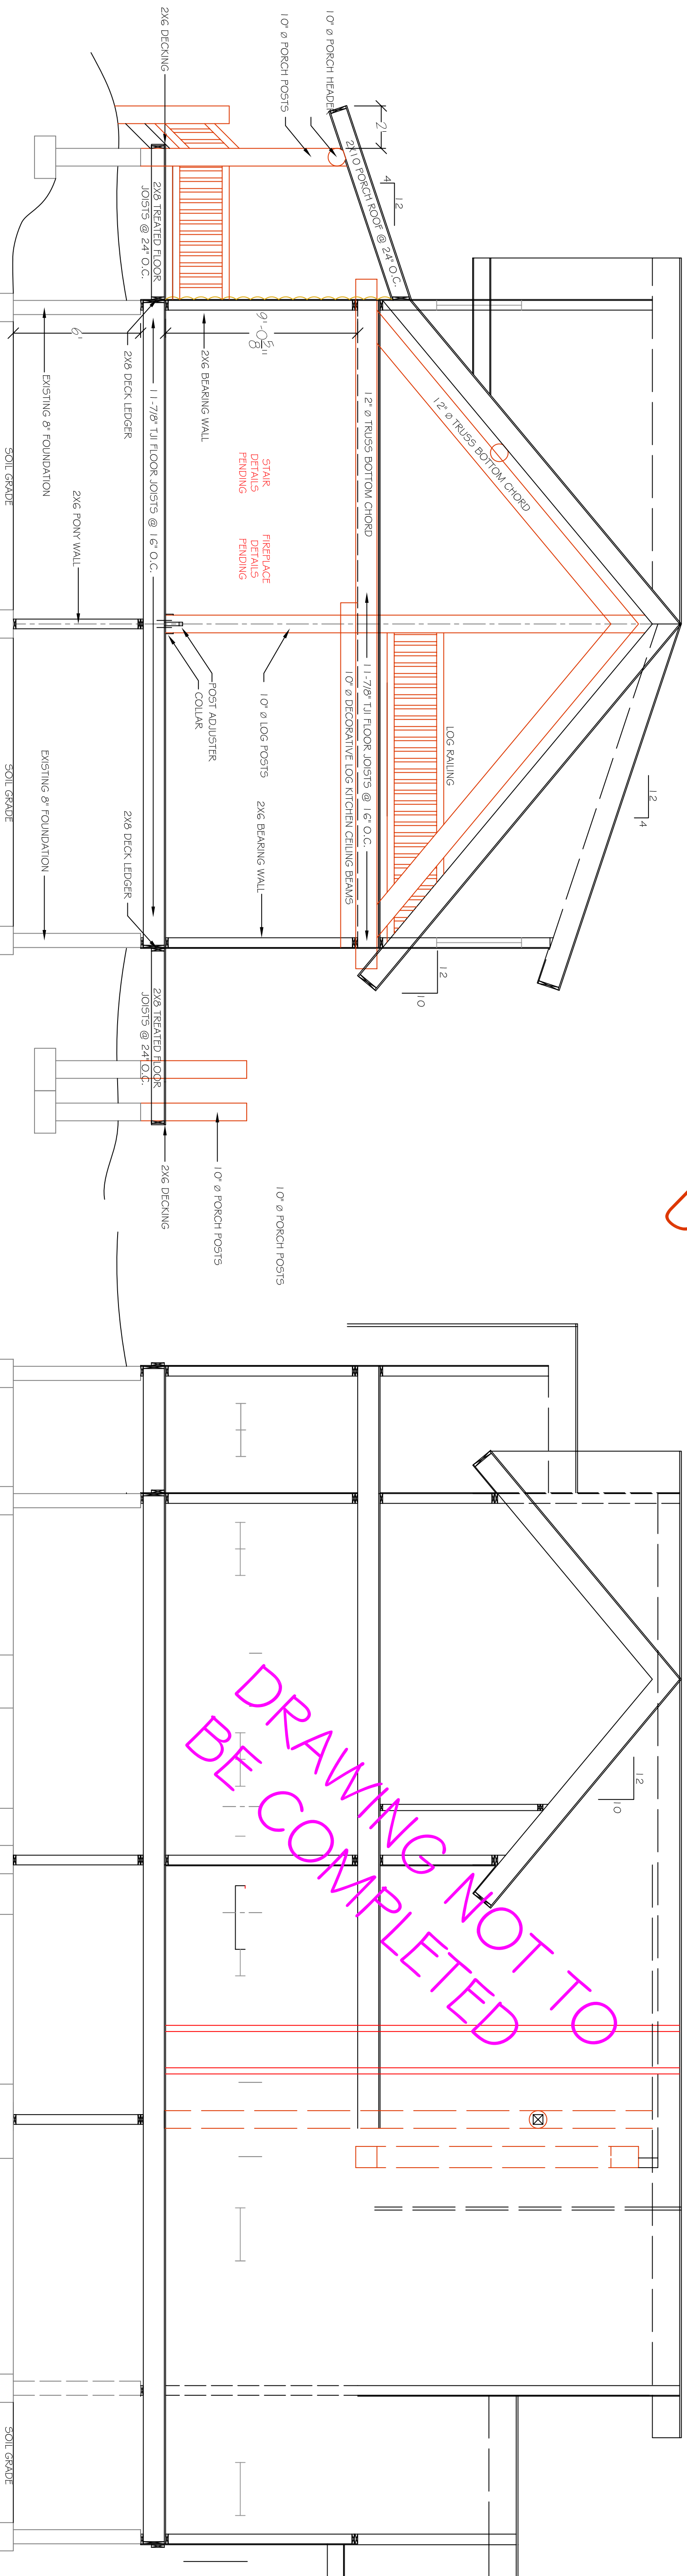 2X6 DECKING
10" Ø PORCH POSTS
10" Ø PORCH HEADER
2'
2X10 PORCH ROOF @ 24" O.C.
12
4
2X8 TREATED FLOOR
JOISTS @ 24" O.C.
12" Ø TRUSS BOTTOM CHORD
9'-0 5/8"
6'
2X6 BEARING WALL
2X8 DECK LEDGER
EXISTING 8" FOUNDATION
12" Ø TRUSS BOTTOM CHORD
11-7/8" TJI FLOOR JOISTS @ 16" O.C.
STAIR
DETAILS
PENDING
FIREPLACE
DETAILS
PENDING
SOIL GRADE
2X6 PONY WALL
11-7/8" TJI FLOOR JOISTS @ 16" O.C.
10" Ø DECORATIVE LOG KITCHEN CEILING BEAMS
LOG RAILING
10" Ø LOG POSTS
POST ADJUSTER
COLLAR
12
4
2X6 BEARING WALL
2X8 DECK LEDGER
EXISTING 8" FOUNDATION
SOIL GRADE
12
10
2X8 TREATED FLOOR
JOISTS @ 24" O.C.
2X6 DECKING
10" Ø PORCH POSTS
10" Ø PORCH POSTS
12
10
DRAWING NOT TO
BE COMPLETED
SOIL GRADE